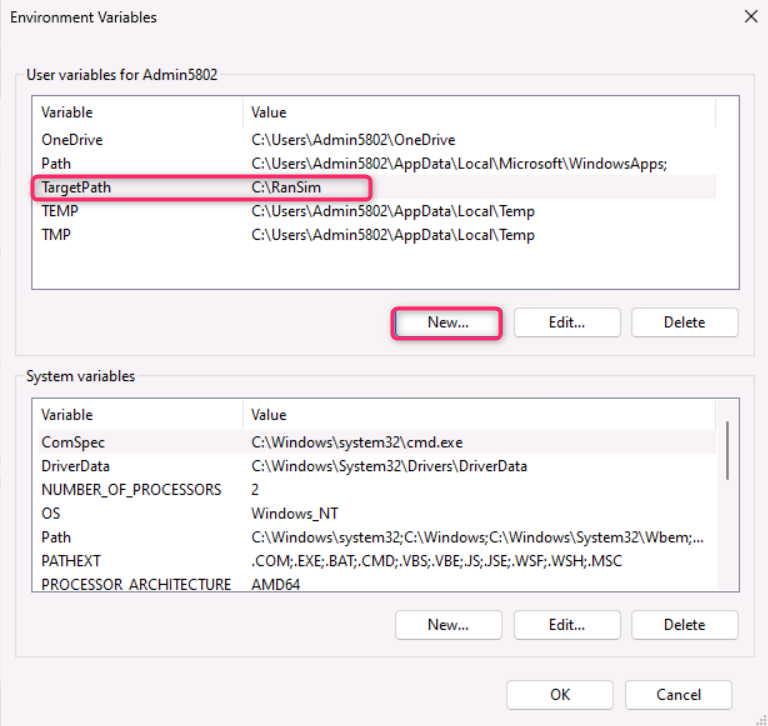 Environment Variables
User variables for Admin5802
Variable Value
OneDrive C:\Users\Admin5802\OneDrive
Path C:\Users\Admin5802\AppData\Local\Microsoft\WindowsApps;
TargetPath C:\RanSim
TEMP C:\Users\Admin5802\AppData\Local\Temp
TMP C:\Users\Admin5802\AppData\Local\Temp
New... Edit... Delete
System variables
Variable Value
ComSpec C:\Windows\system32\cmd.exe
DriverData C:\Windows\System32\Drivers\DriverData
NUMBER_OF_PROCESSORS 2
OS Windows_NT
Path C:\Windows\system32;C:\Windows;C:\Windows\System32\Wbem;...
PATHEXT .COM;.EXE;.BAT;.CMD;.VBS;.VBE;.JS;.JSE;.WSF;.WSH;.MSC
PROCESSOR_ARCHITECTURE AMD64
New... Edit... Delete
OK Cancel